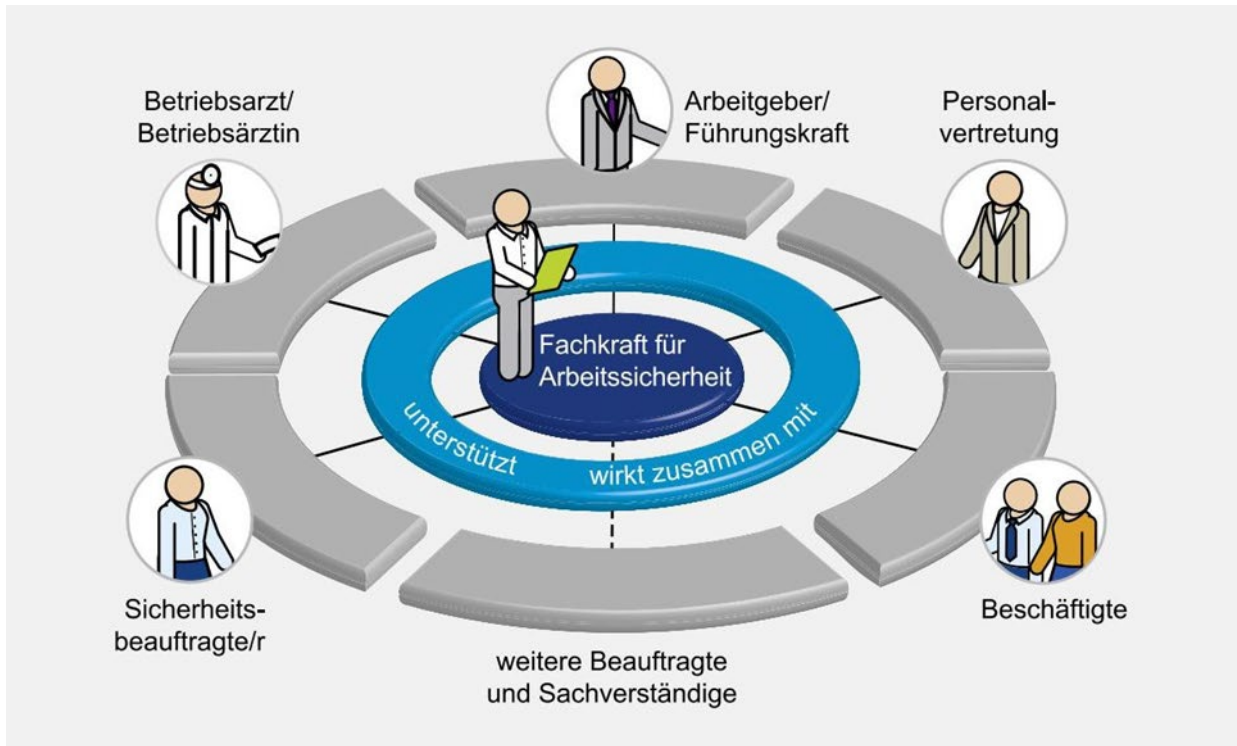 Betriebsarzt/
Betriebsärztin
Arbeitgeber/
Führungskraft
Personal-
vertretung
Fachkraft für
Arbeitssicherheit
unterstützt
wirkt zusammen mit
Sicherheits-
beauftragte/r
weitere Beauftragte
und Sachverständige
Beschäftigte